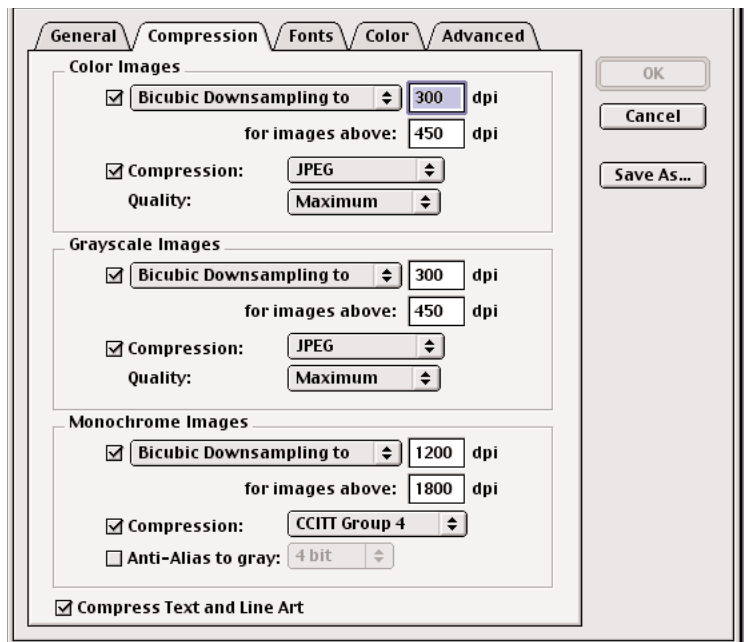 General Compression Fonts Color Advanced
Color Images
Bicubic Downsampling to 300 dpi
for images above: 450 dpi
Compression: JPEG
Quality: Maximum
Grayscale Images
Bicubic Downsampling to 300 dpi
for images above: 450 dpi
Compression: JPEG
Quality: Maximum
Monochrome Images
Bicubic Downsampling to 1200 dpi
for images above: 1800 dpi
Compression: CCITT Group 4
Anti-Alias to gray: 4 bit
Compress Text and Line Art
OK
Cancel
Save As...